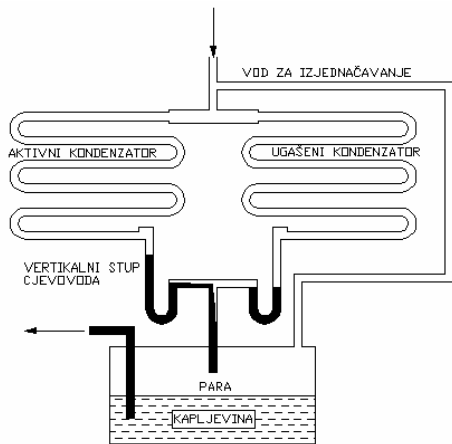 VOD ZA IZJEDNAČAVANJE
AKTIVNI KONDENZATOR
UGAŠENI KONDENZATOR
VERTIKALNI STUP
CJEVOVODA
PARA
KAPLJEVINA